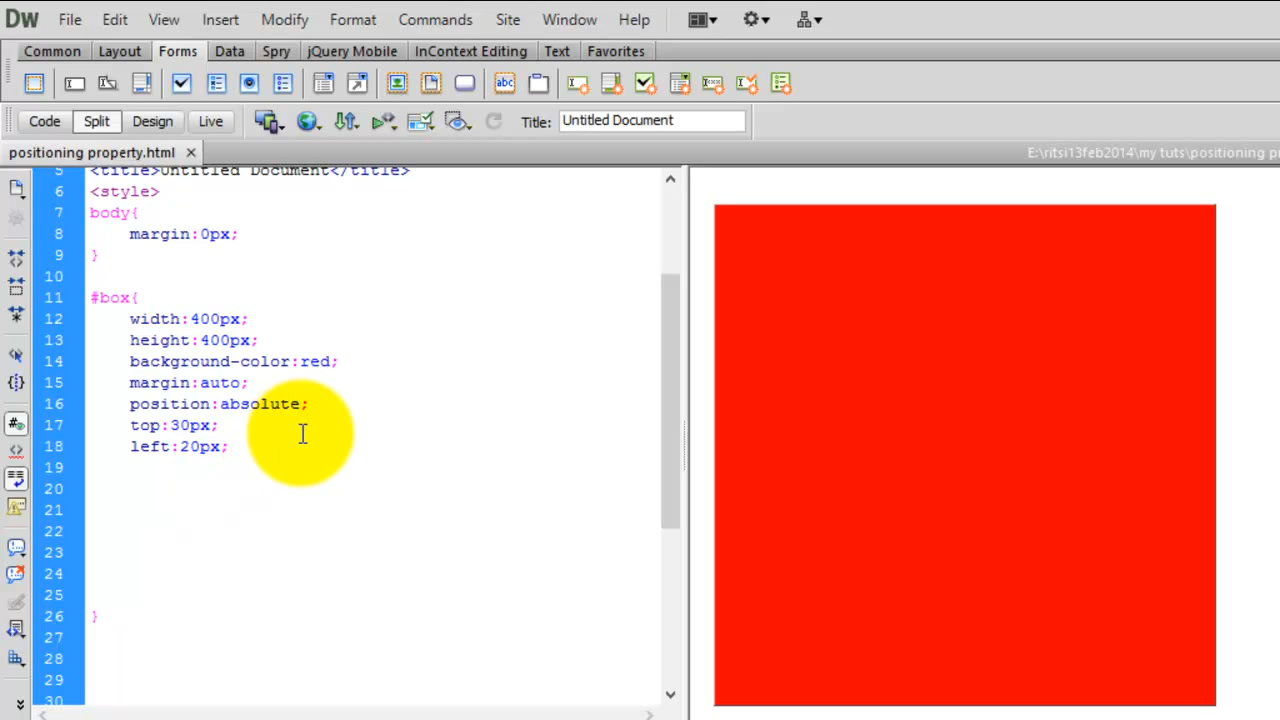 Dw File Edit View Insert Modify Format Commands Site Window Help
Common Layout Forms Data Spry jQuery Mobile InContext Editing Text Favorites
abc
Code Split Design Live Title: Untitled Document
positioning property.html × E:\ritsi13feb2014\my tuts\positioning p
5 <title>Untitled Document</title>
6 <style>
7 body{
8 margin:0px;
9 }
10
11 #box{
12 width:400px;
13 height:400px;
14 background-color:red;
15 margin:auto;
16 position:absolute;
17 top:30px;
18 left:20px;
19
20
21
22
23
24
25
26 }
27
28
29
30